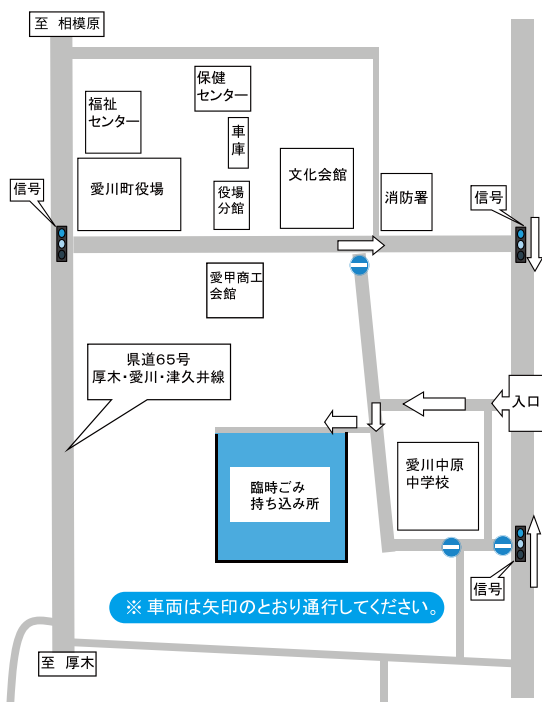 至 相模原
保健
センター
福祉
センター
車
庫
文化会館
愛川町役場
役場
分館
消防署
信号
信号
愛甲商工
会館
県道65号
厚木・愛川・津久井線
入口
愛川中原
中学校
臨時ごみ
持ち込み所
信号
※ 車両は矢印のとおり通行してください。
至 厚木